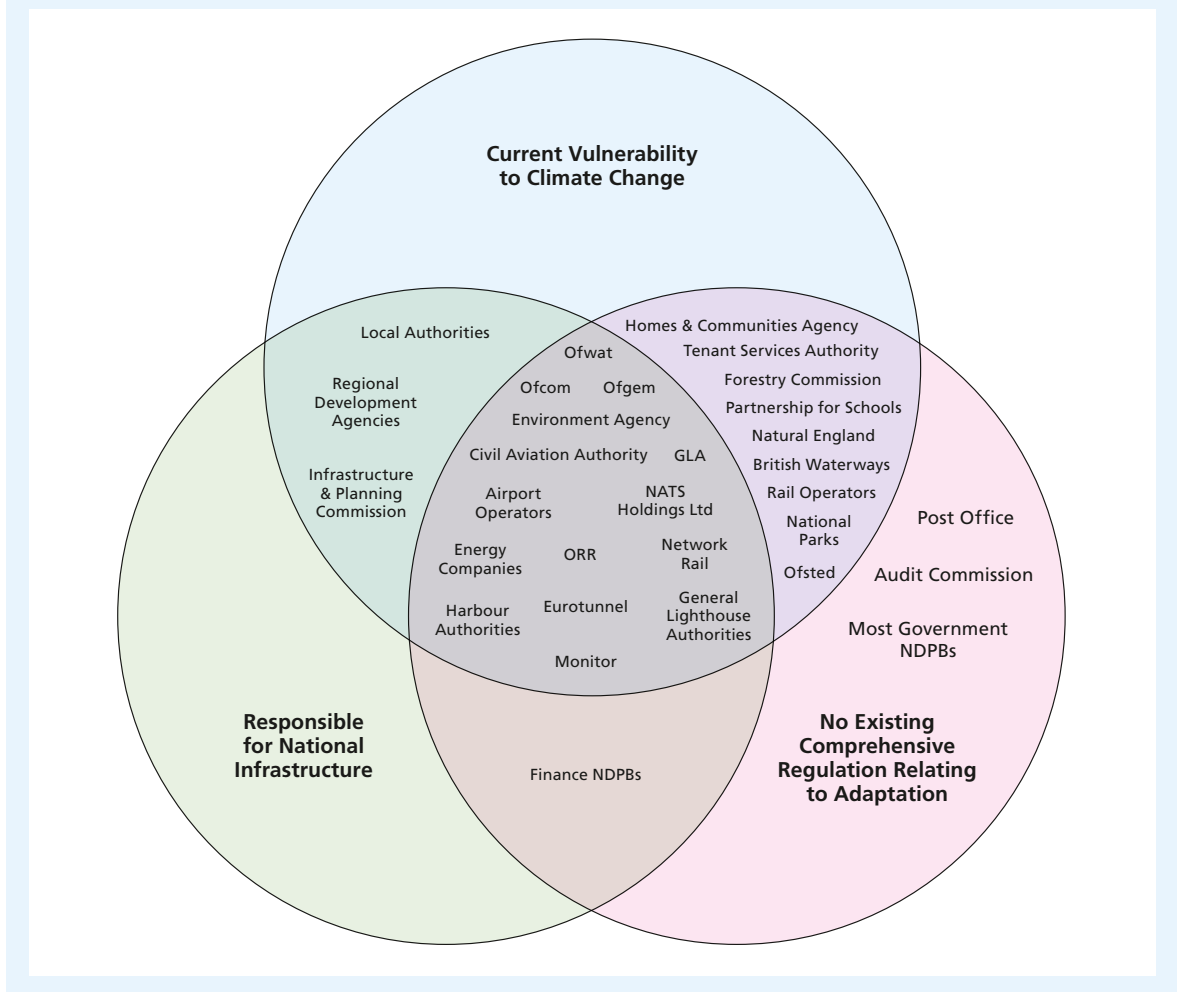 Current Vulnerability
to Climate Change
Local Authorities
Regional
Development
Agencies
Infrastructure
& Planning
Commission
Ofwat
Ofcom
Ofgem
Environment Agency
Civil Aviation Authority
GLA
Airport
Operators
NATS
Holdings Ltd
Energy
Companies
ORR
Network
Rail
Harbour
Authorities
Eurotunnel
General
Lighthouse
Authorities
Monitor
Homes & Communities Agency
Tenant Services Authority
Forestry Commission
Partnership for Schools
Natural England
British Waterways
Rail Operators
National
Parks
Ofsted
Post Office
Audit Commission
Most Government
NDPBs
Responsible
for National
Infrastructure
Finance NDPBs
No Existing
Comprehensive
Regulation Relating
to Adaptation